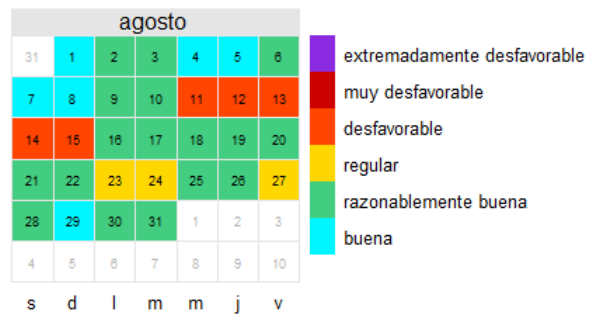 agosto
31 1 2 3 4 5 6
7 8 9 10 11 12 13
14 15 16 17 18 19 20
21 22 23 24 25 26 27
28 29 30 31 1 2 3
4 5 6 7 8 9 10
s d l m m j v
extremadamente desfavorable
muy desfavorable
desfavorable
regular
razonablemente buena
buena